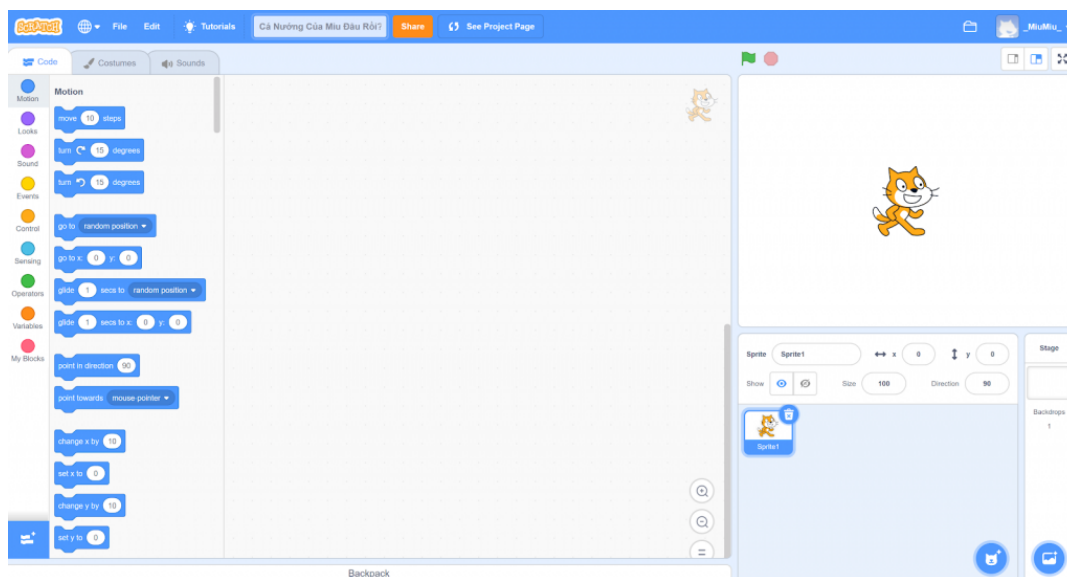 SCRATCH File Edit Tutorials Cá Nướng Của Miu Đâu Rồi? Share See Project Page _MiuMiu_
Code Costumes Sounds
Motion
Looks
Sound
Events
Control
Sensing
Operators
Variables
My Blocks
Motion
move 10 steps
turn 15 degrees
turn 15 degrees
go to random position
go to x: 0 y: 0
glide 1 secs to random position
glide 1 secs to x: 0 y: 0
point in direction 90
point towards mouse-pointer
change x by 10
set x to 0
change y by 10
set y to 0
Backpack
Sprite Sprite1 x 0 y 0
Show Size 100 Direction 90
Sprite1
Stage
Backdrops
1